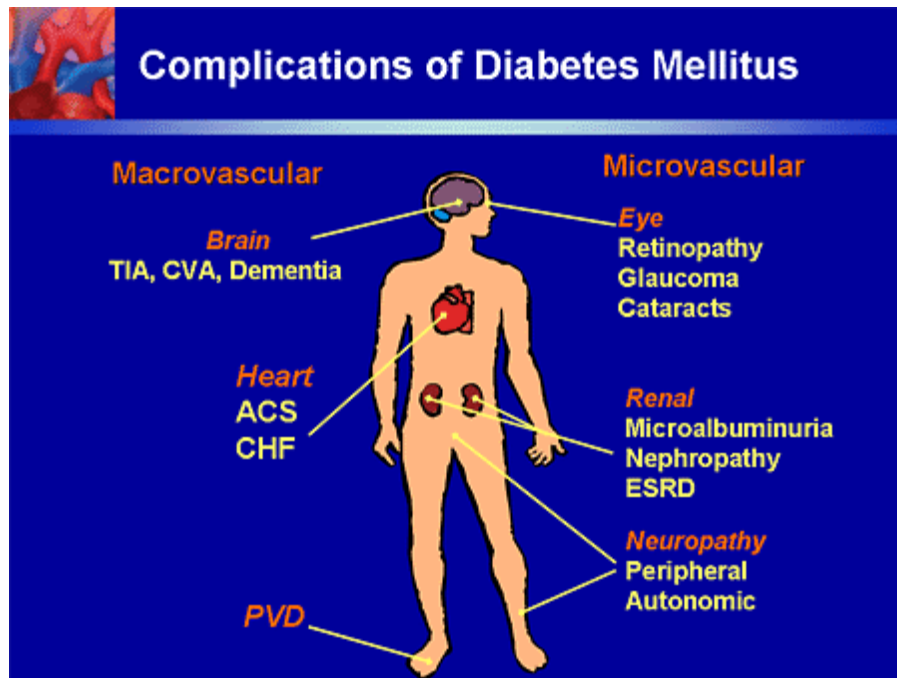 Complications of Diabetes Mellitus
Macrovascular
Brain
TIA, CVA, Dementia
Heart
ACS
CHF
PVD
Microvascular
Eye
Retinopathy
Glaucoma
Cataracts
Renal
Microalbuminuria
Nephropathy
ESRD
Neuropathy
Peripheral
Autonomic